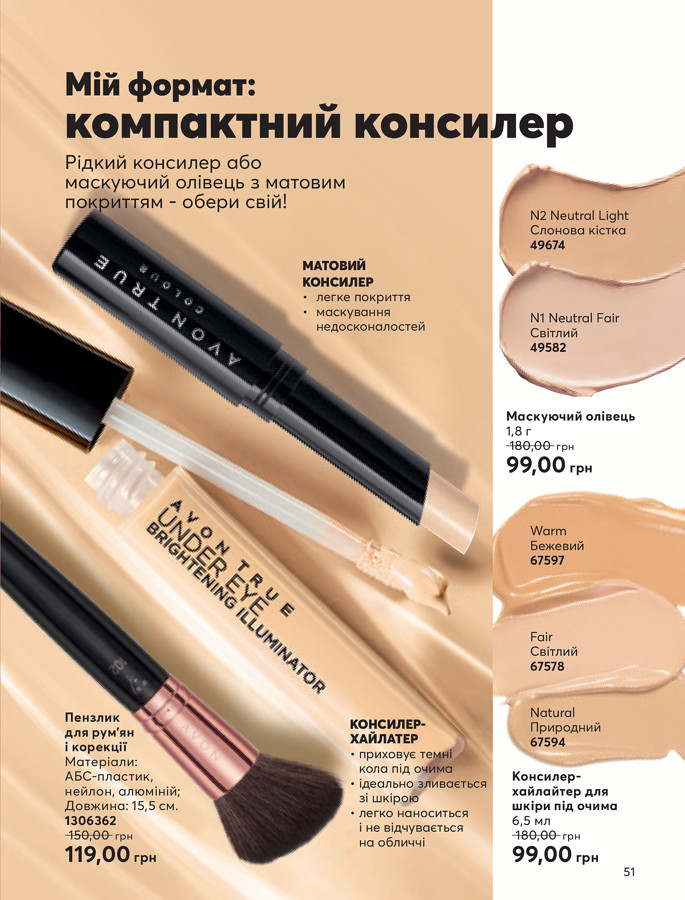 Мій формат:
компактний консилер
Рідкий консилер або
маскуючий олівець з матовим
покриттям - обери свій!
AVON TRUE
COLOUR
МАТОВИЙ
КОНСИЛЕР
• легке покриття
• маскування
недосконалостей
N2 Neutral Light
Слонова кістка
49674
N1 Neutral Fair
Світлий
49582
Маскуючий олівець
1,8 г
180,00 грн
99,00 грн
AVON TRUE
UNDER EYE
BRIGHTENING ILLUMINATOR
Warm
Бежевий
67597
Fair
Світлий
67578
Natural
Природний
67594
AVON
Пензлик
для рум'ян
і корекції
Матеріали:
АБС-пластик,
нейлон, алюміній;
Довжина: 15,5 см.
1306362
150,00 грн
119,00 грн
КОНСИЛЕР-
ХАЙЛАТЕР
• приховує темні
кола під очима
• ідеально зливається
зі шкірою
• легко наноситься
і не відчувається
на обличчі
Консилер-
хайлайтер для
шкіри під очима
6,5 мл
180,00 грн
99,00 грн
51